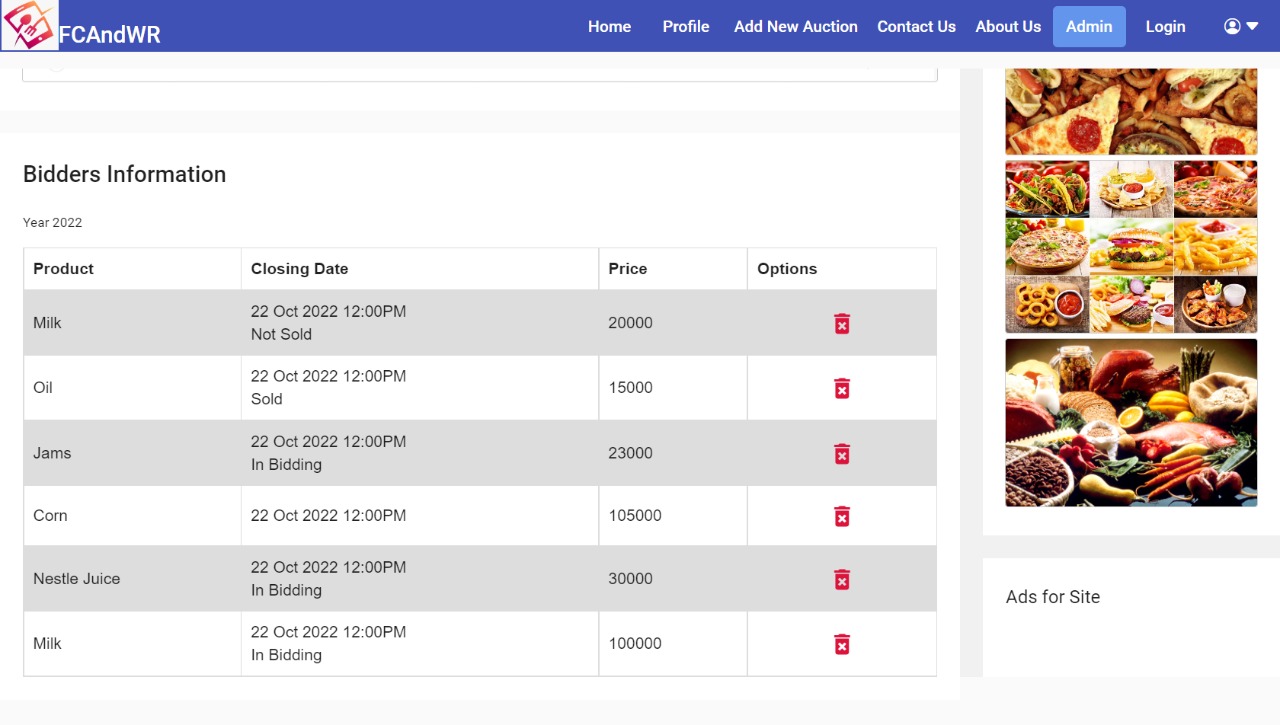 FCAndWR
Home Profile Add New Auction Contact Us About Us Admin Login
Bidders Information
Year 2022
Product Closing Date Price Options
Milk 22 Oct 2022 12:00PM 20000
Not Sold
Oil 22 Oct 2022 12:00PM 15000
Sold
Jams 22 Oct 2022 12:00PM 23000
In Bidding
Corn 22 Oct 2022 12:00PM 105000
Nestle Juice 22 Oct 2022 12:00PM 30000
In Bidding
Milk 22 Oct 2022 12:00PM 100000
In Bidding
Ads for Site